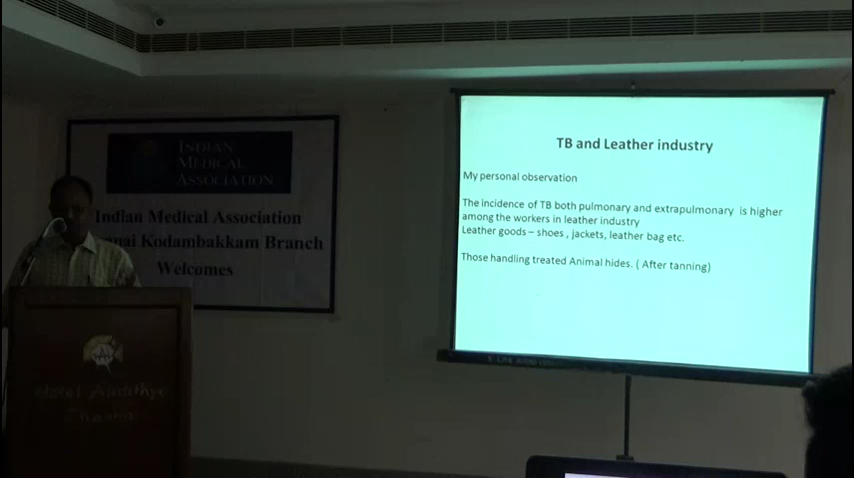 INDIAN
MEDICAL
ASSOCIATION
Indian Medical Association
Kodambakkam Branch
Welcomes
TB and Leather industry
My personal observation
The incidence of TB both pulmonary and extrapulmonary is higher
among the workers in leather industry
Leather goods – shoes , jackets, leather bag etc.
Those handling treated Animal hides. ( After tanning)
Hotel